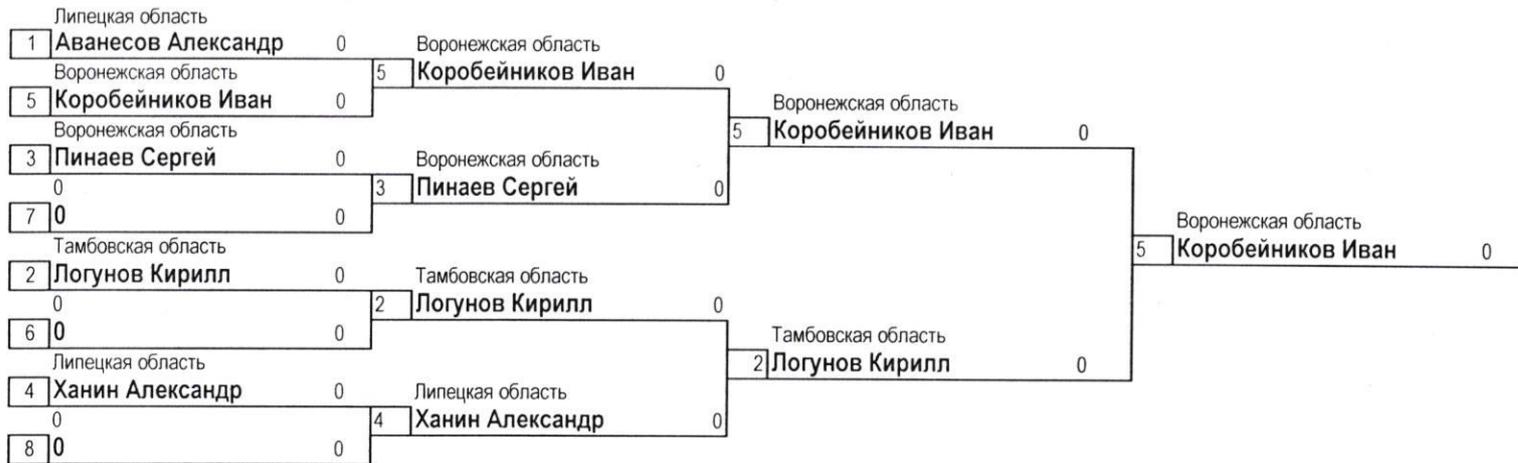 Липецкая область
1 Аванесов Александр 0
Воронежская область
5 Коробейников Иван 0
Воронежская область
3 Пинаев Сергей 0
0
7 0 0
Тамбовская область
2 Логунов Кирилл 0
0
6 0 0
Липецкая область
4 Ханин Александр 0
0
8 0 0
Воронежская область
5 Коробейников Иван 0
Воронежская область
3 Пинаев Сергей 0
Тамбовская область
2 Логунов Кирилл 0
Липецкая область
4 Ханин Александр 0
Воронежская область
5 Коробейников Иван 0
Тамбовская область
2 Логунов Кирилл 0
Воронежская область
5 Коробейников Иван 0